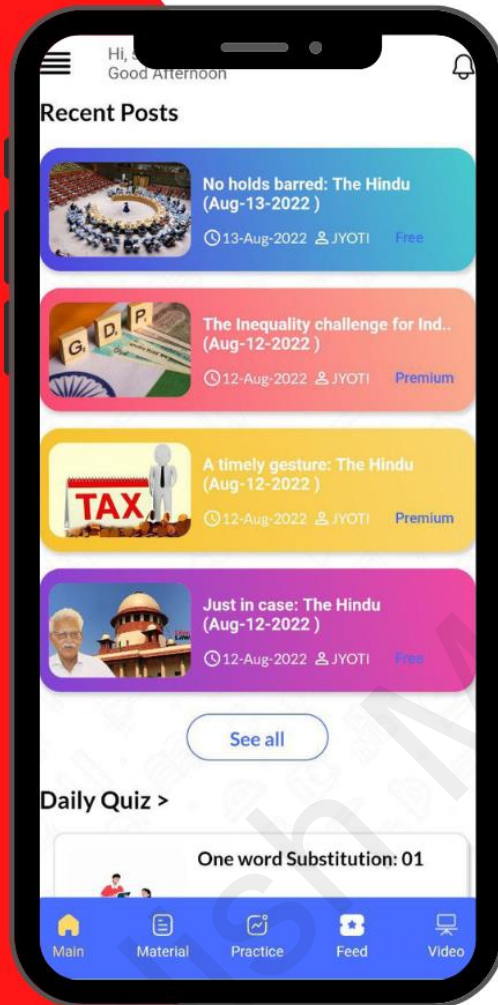 Hi,
Good Afternoon
Recent Posts
No holds barred: The Hindu
(Aug-13-2022 )
13-Aug-2022 JYOTI Free
G. D. P.
The Inequality challenge for Ind..
(Aug-12-2022 )
12-Aug-2022 JYOTI Premium
TAX
A timely gesture: The Hindu
(Aug-12-2022 )
12-Aug-2022 JYOTI Premium
Just in case: The Hindu
(Aug-12-2022 )
12-Aug-2022 JYOTI Free
See all
Daily Quiz >
One word Substitution: 01
Main Material Practice Feed Video